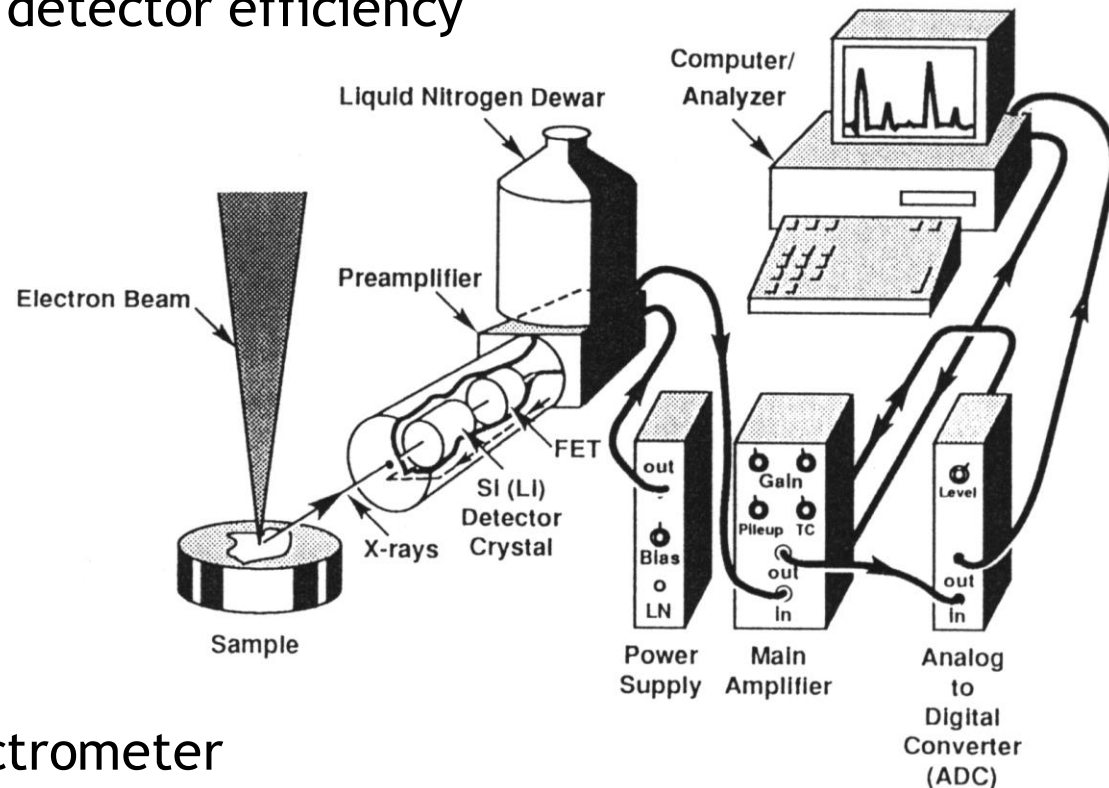 detector efficiency
Computer/
Analyzer
Liquid Nitrogen Dewar
Preamplifier
Electron Beam
FET
Si (Li)
Detector
Crystal
X-rays
Sample
out
Bias
LN
Gain
Pileup TC
out
In
Level
out
In
Power
Supply
Main
Amplifier
Analog
to
Digital
Converter
(ADC)
ctrometer